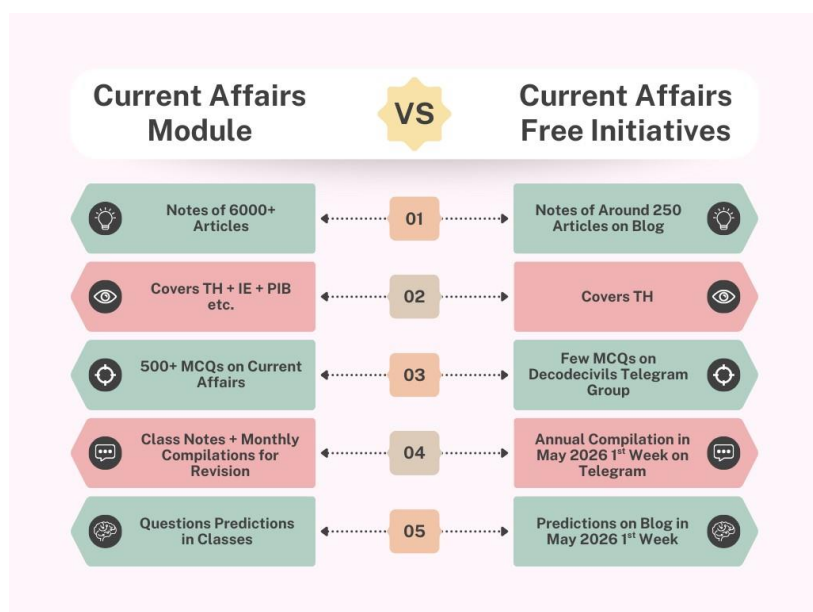 Current Affairs
Module
VS
Current Affairs
Free Initiatives
Notes of 6000+
Articles
01
Notes of Around 250
Articles on Blog
Covers TH + IE + PIB
etc.
02
Covers TH
500+ MCQs on Current
Affairs
03
Few MCQs on
Decodecivils Telegram
Group
Class Notes + Monthly
Compilations for
Revision
04
Annual Compilation in
May 2026 1st Week on
Telegram
Questions Predictions
in Classes
05
Predictions on Blog in
May 2026 1st Week